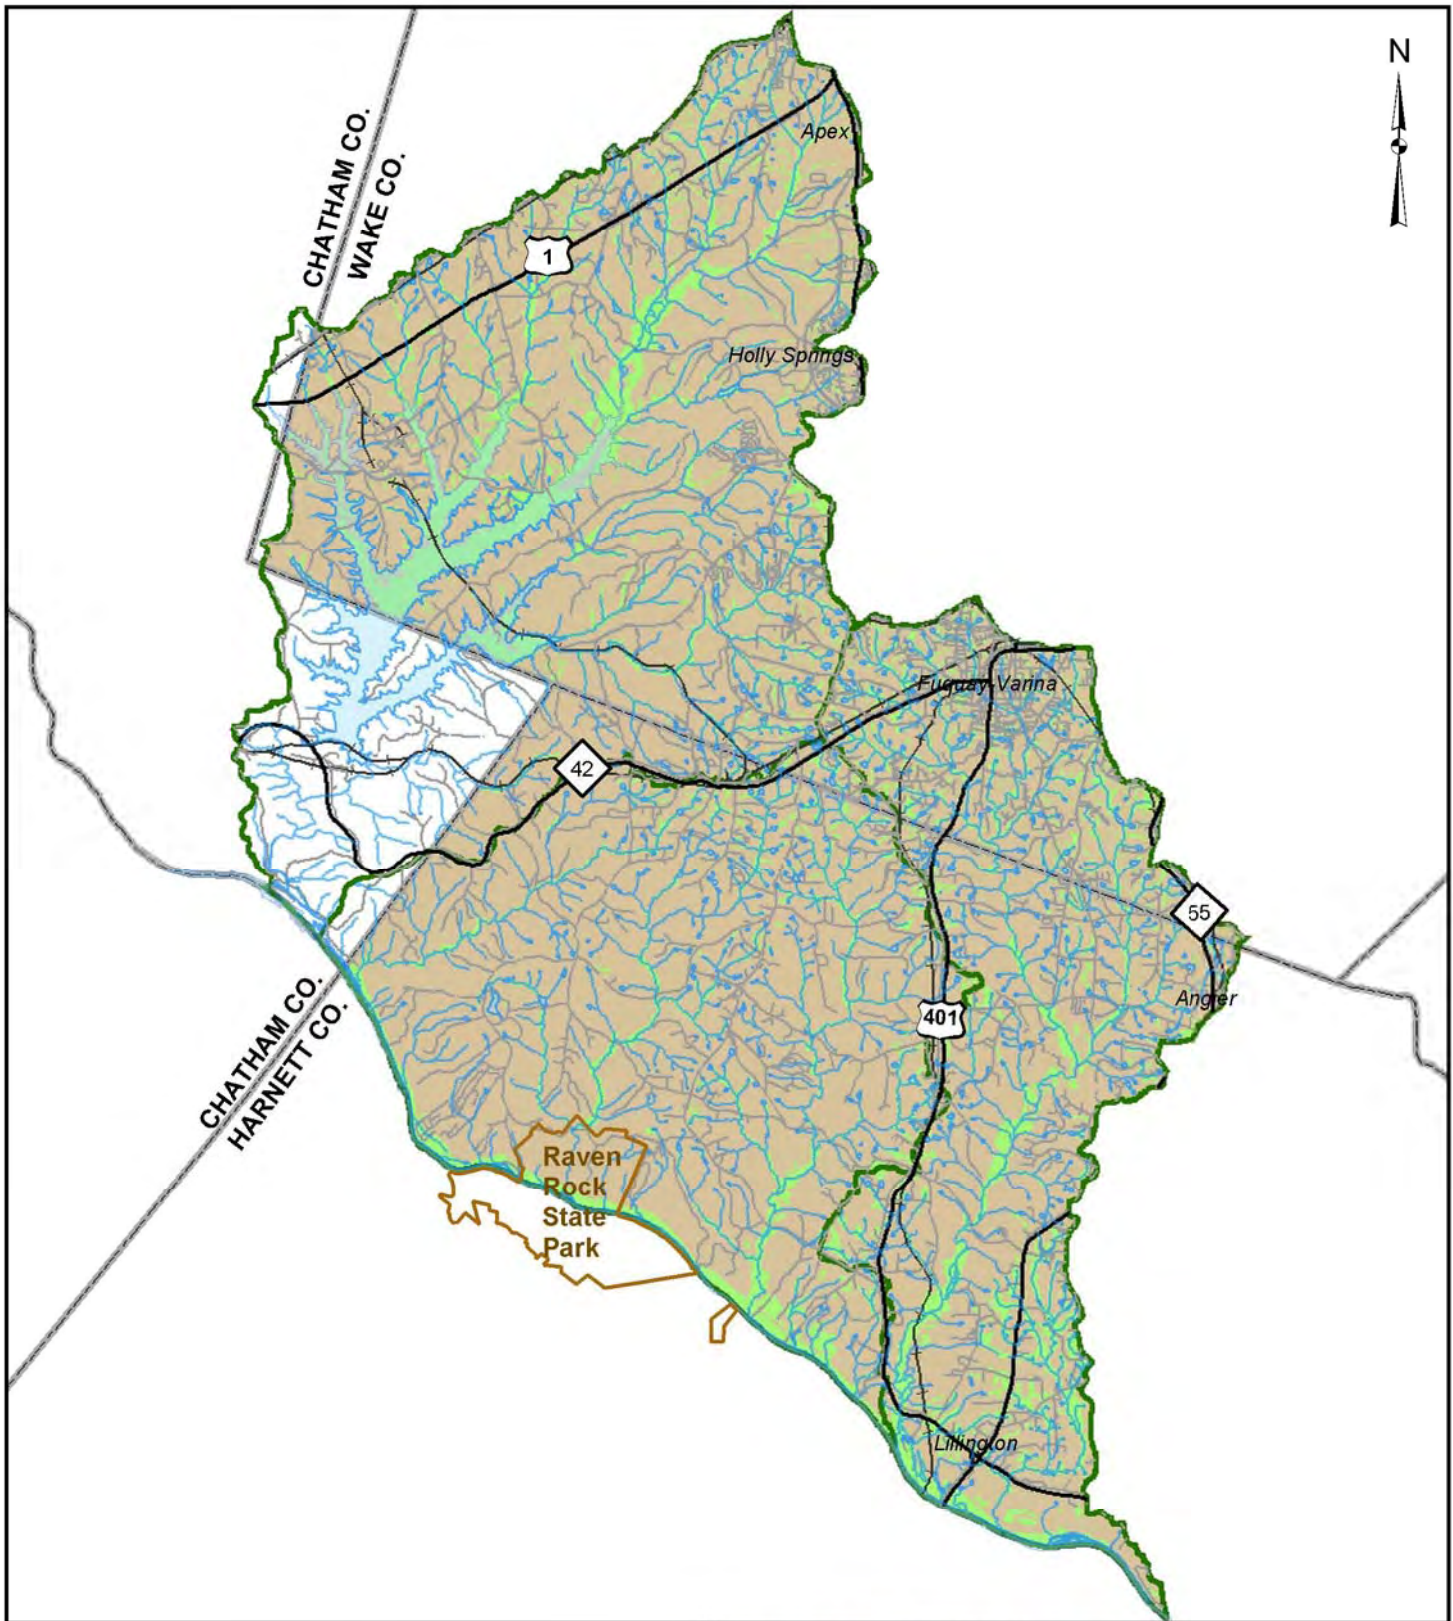 N
CHATHAM CO.
WAKE CO.
Apex
1
Holly Springs
Fuquay-Varina
42
55
Angier
401
CHATHAM CO.
HARNETT CO.
Raven
Rock
State
Park
Lillington